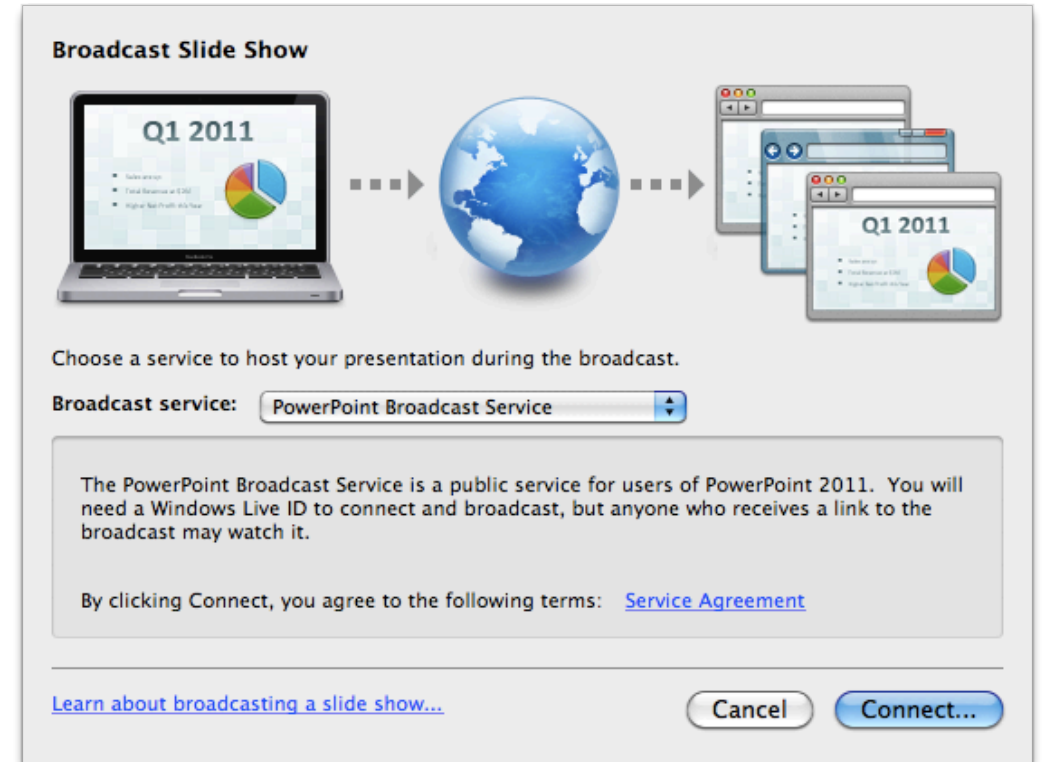 Broadcast Slide Show
Q1 2011
Q1 2011
Choose a service to host your presentation during the broadcast.
Broadcast service: PowerPoint Broadcast Service
The PowerPoint Broadcast Service is a public service for users of PowerPoint 2011. You will
need a Windows Live ID to connect and broadcast, but anyone who receives a link to the
broadcast may watch it.
By clicking Connect, you agree to the following terms: Service Agreement
Learn about broadcasting a slide show...
Cancel
Connect...